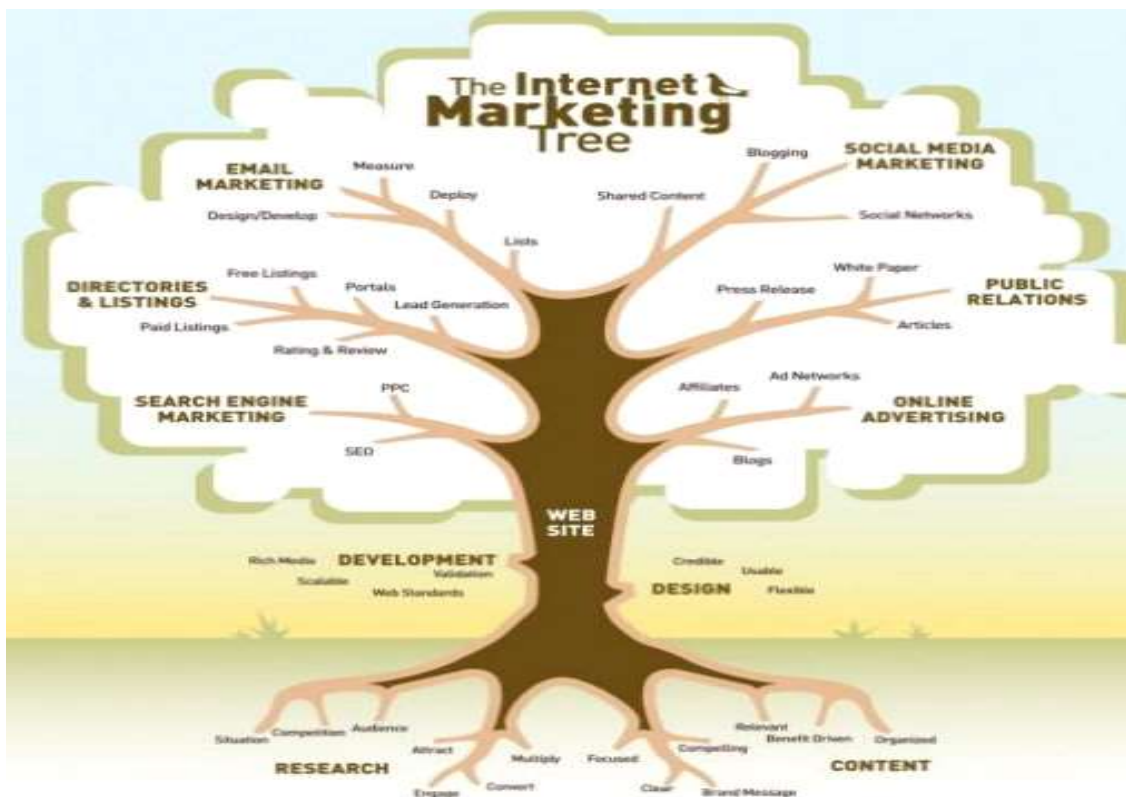 The Internet
Marketing
Tree
EMAIL
MARKETING
Measure
Deploy
Design/Develop
Lists
Blogging
SOCIAL MEDIA
MARKETING
Shared Content
Social Networks
DIRECTORIES
& LISTINGS
Free Listings
Portals
Lead Generation
Paid Listings
Rating & Review
White Paper
PUBLIC
RELATIONS
Press Release
Articles
SEARCH ENGINE
MARKETING
PPC
SEO
Affiliates
Ad Networks
ONLINE
ADVERTISING
Blogs
WEB
SITE
Rich Media
DEVELOPMENT
Validation
Scalable
Web Standards
Credible
Usable
DESIGN
Flexible
Situation
Competition
Audience
Attract
RESEARCH
Engage
Convert
Multiply
Focused
Compelling
Relevant
Benefit Driven
Organized
Clear
Brand Message
CONTENT